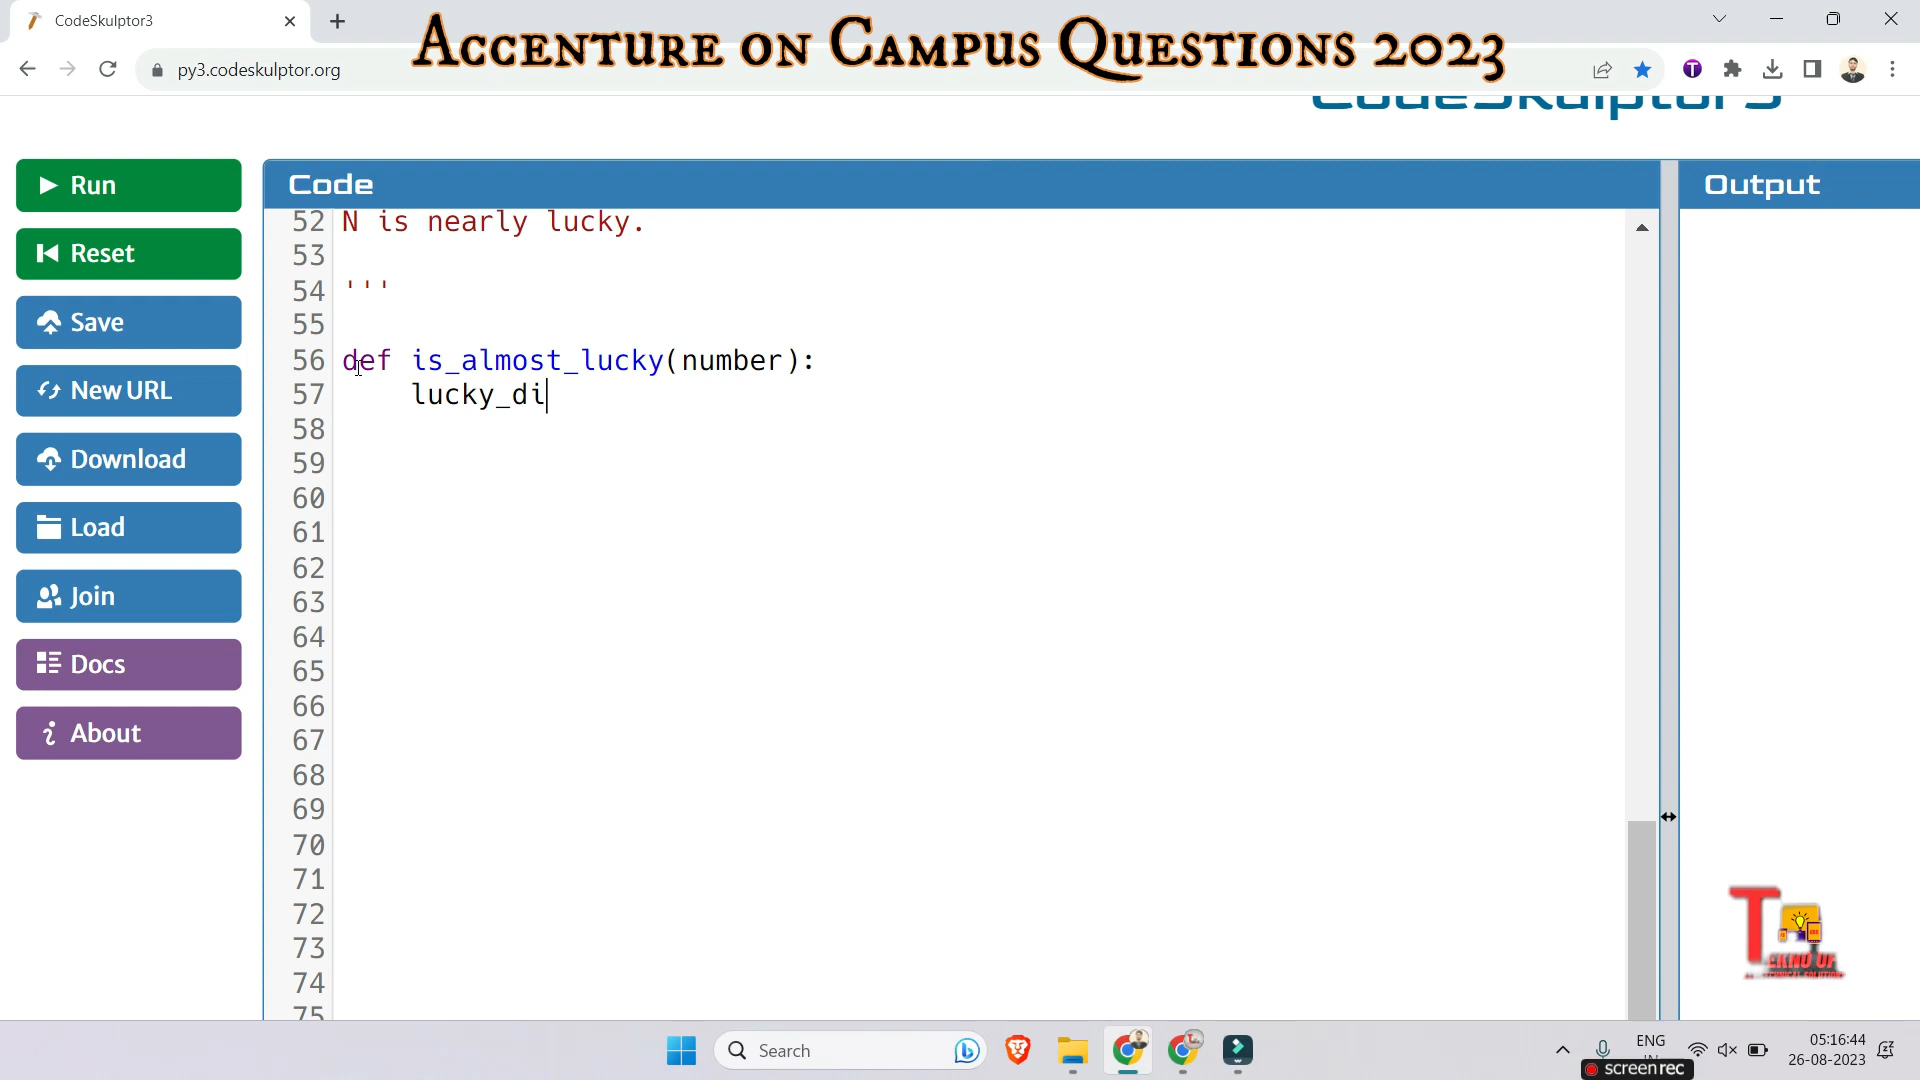 CodeSkulptor3
Accenture on Campus Questions 2023
py3.codeskulptor.org
CodeSkulptor3
Run
Reset
Save
New URL
Download
Load
Join
Docs
About
Code
Output
52 N is nearly lucky.
53
54 '''
55
56 def is_almost_lucky(number):
57 lucky_di
58
59
60
61
62
63
64
65
66
67
68
69
70
71
72
73
74
75
Search
ENG
05:16:44
26-08-2023
screenrec